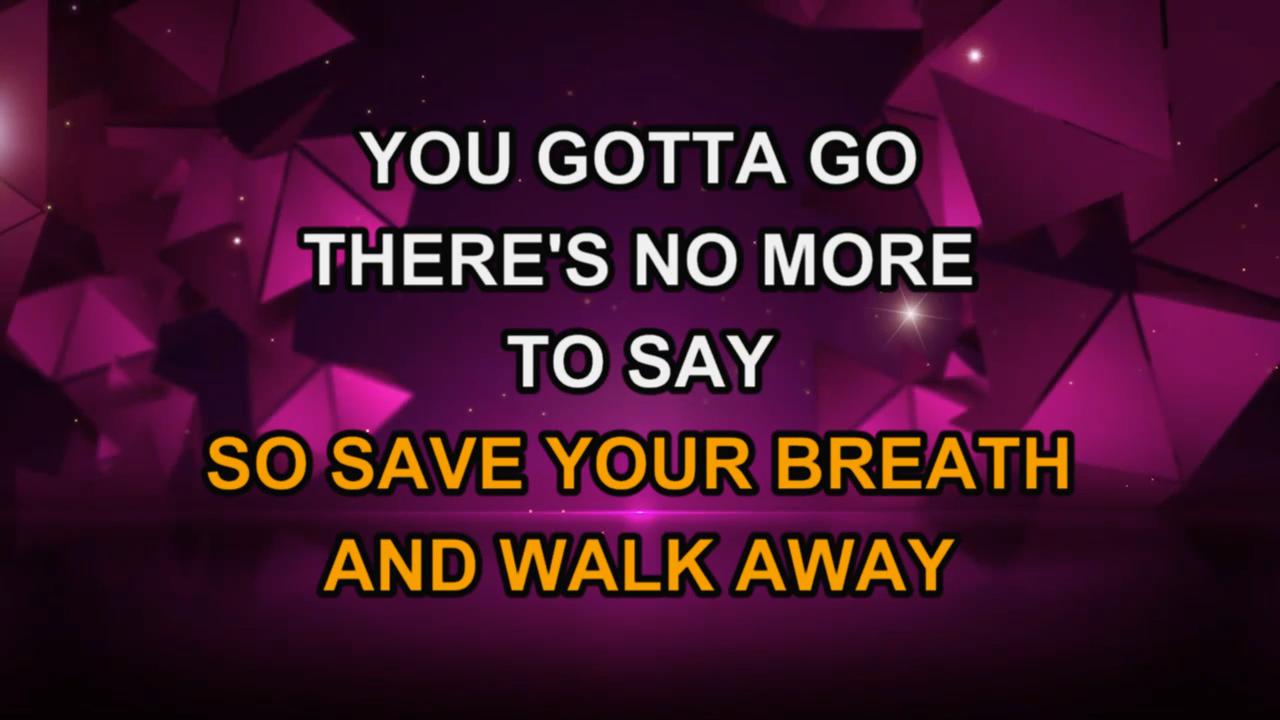 YOU GOTTA GO
THERE'S NO MORE
TO SAY
SO SAVE YOUR BREATH
AND WALK AWAY